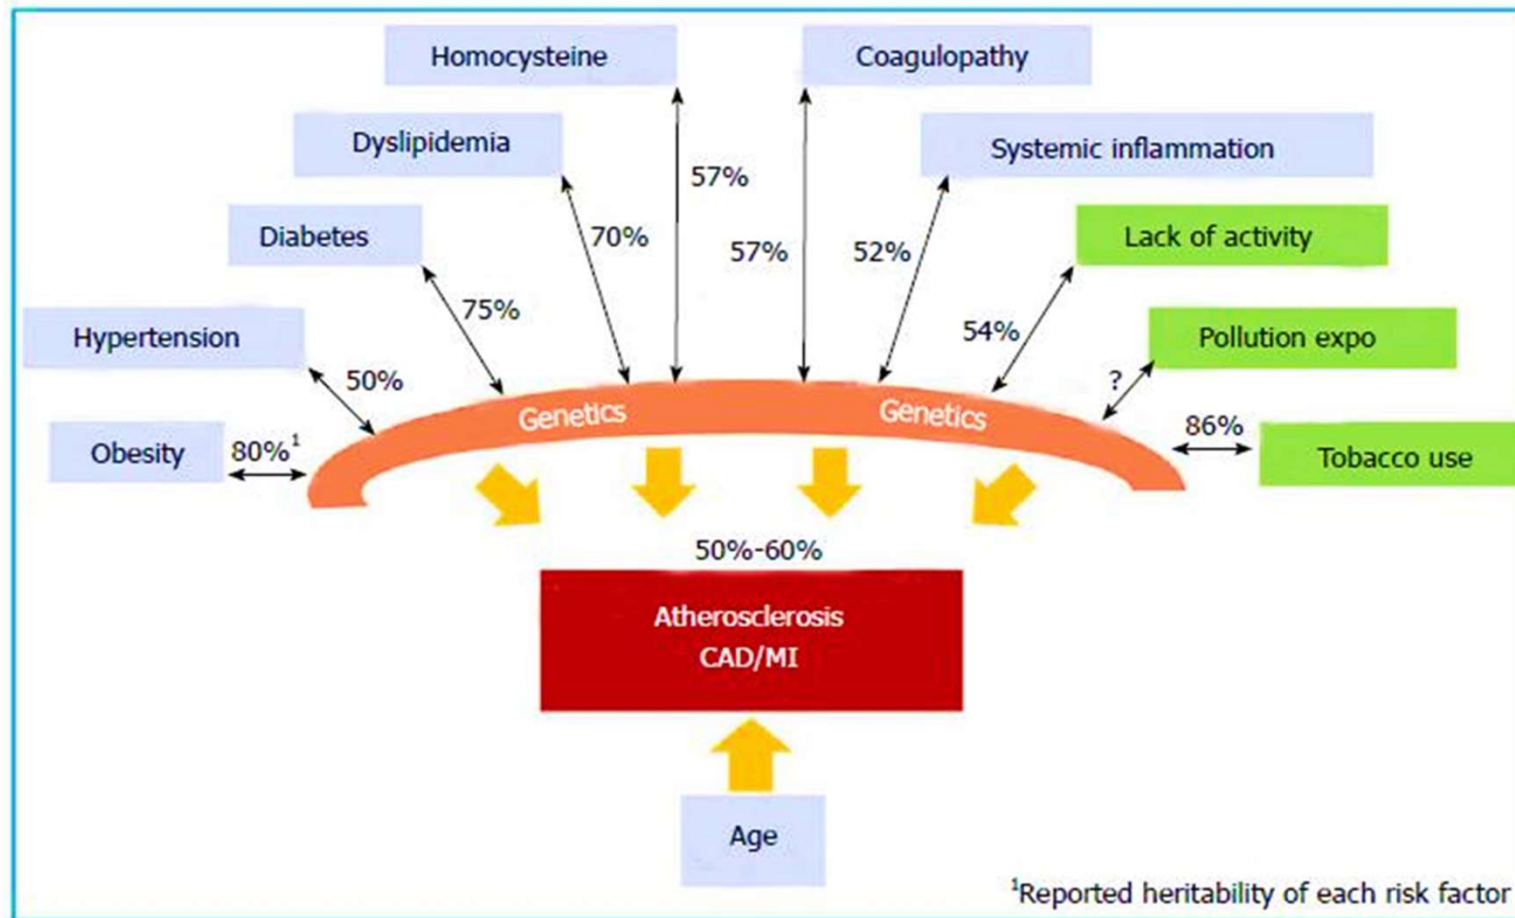 Homocysteine
Coagulopathy
Dyslipidemia
Systemic inflammation
57%
70%
57%
52%
Diabetes
Lack of activity
75%
54%
Hypertension
Pollution expo
50%
?
Genetics
Genetics
Obesity
80%¹
86%
Tobacco use
50%-60%
Atherosclerosis
CAD/MI
Age
¹Reported heritability of each risk factor